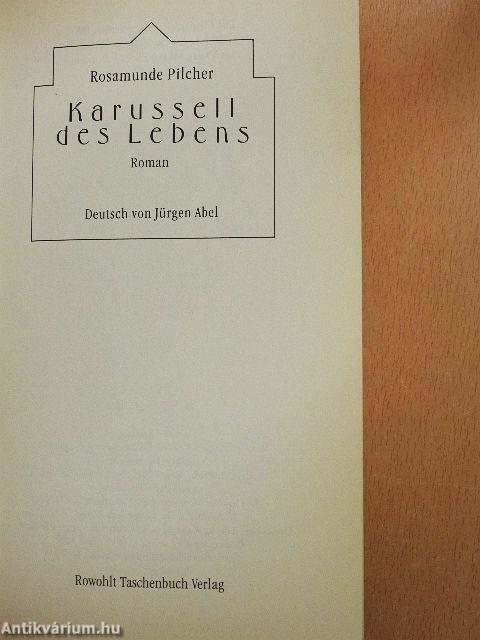 Rosamunde Pilcher
Karussell
des Lebens
Roman
Deutsch von Jürgen Abel
Rowohlt Taschenbuch Verlag
Antikvárium.hu